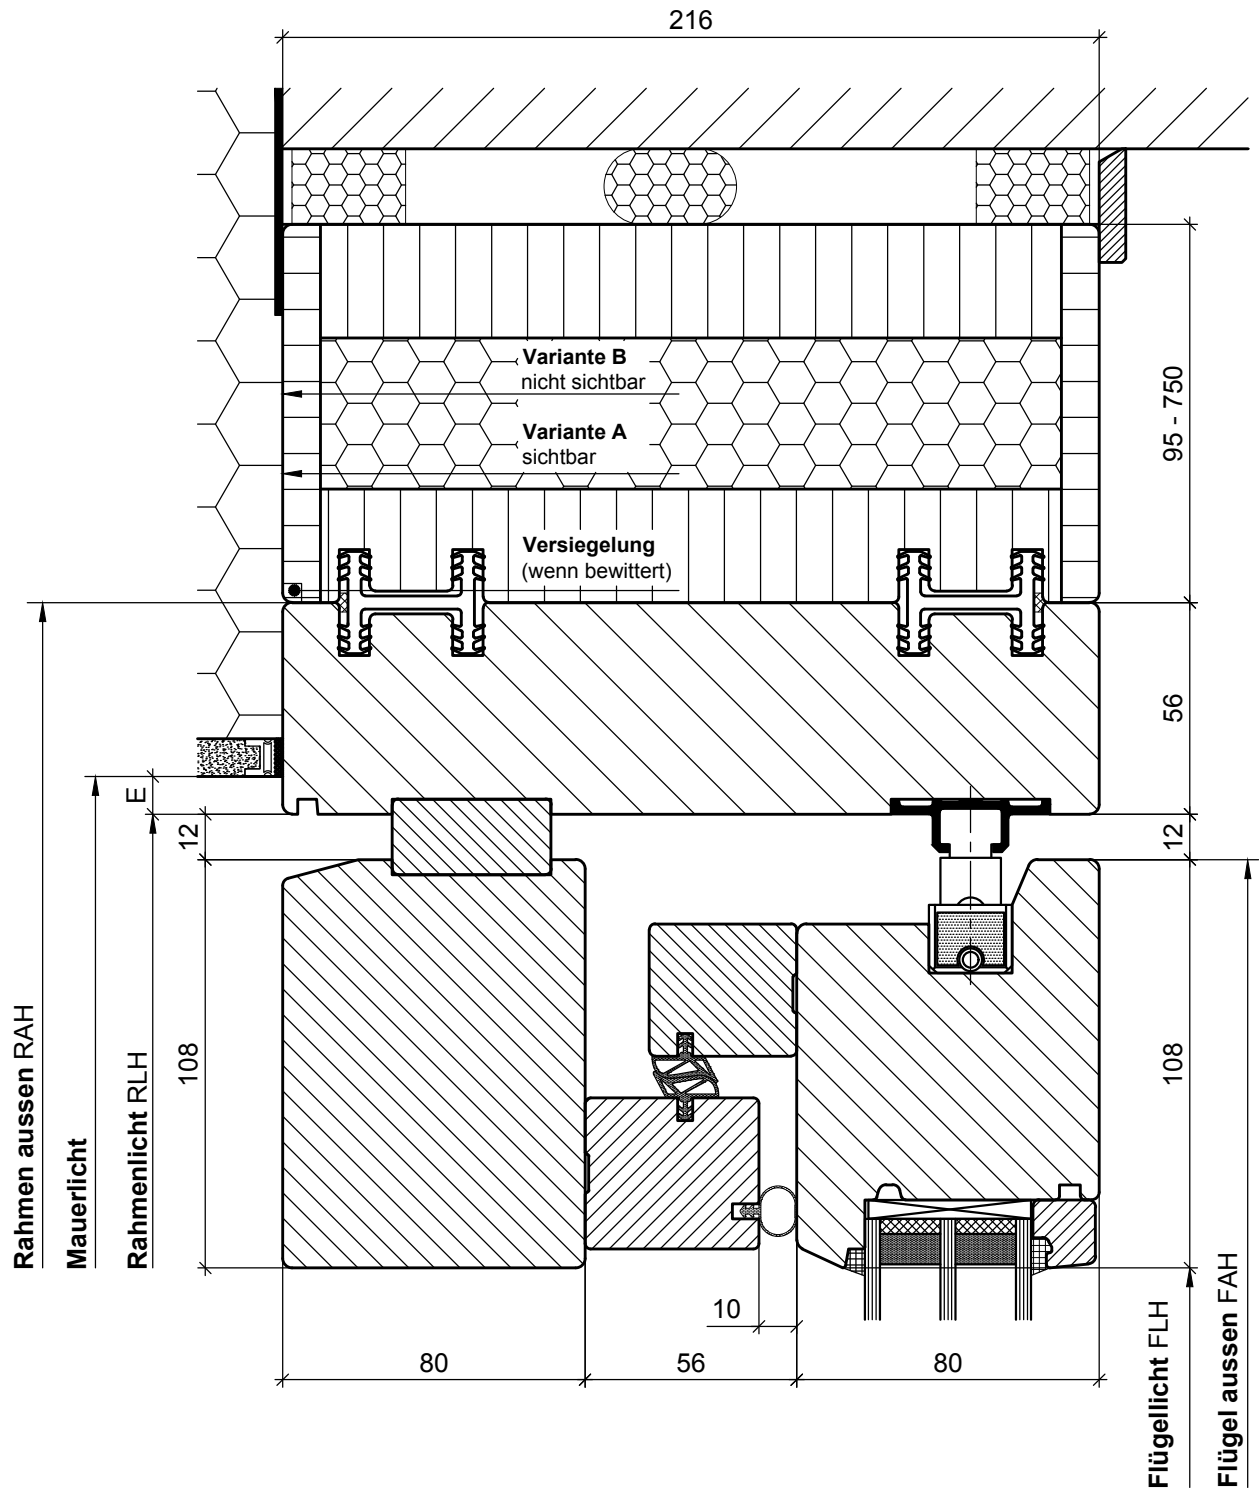 216
Variante B
nicht sichtbar
Variante A
sichtbar
Versiegelung
(wenn bewittert)
95 - 750
56
12
108
E
12
108
Rahmen aussen RAH
Mauerlicht
Rahmenlicht RLH
10
80
56
80
Flügellicht FLH
Flügel aussen FAH